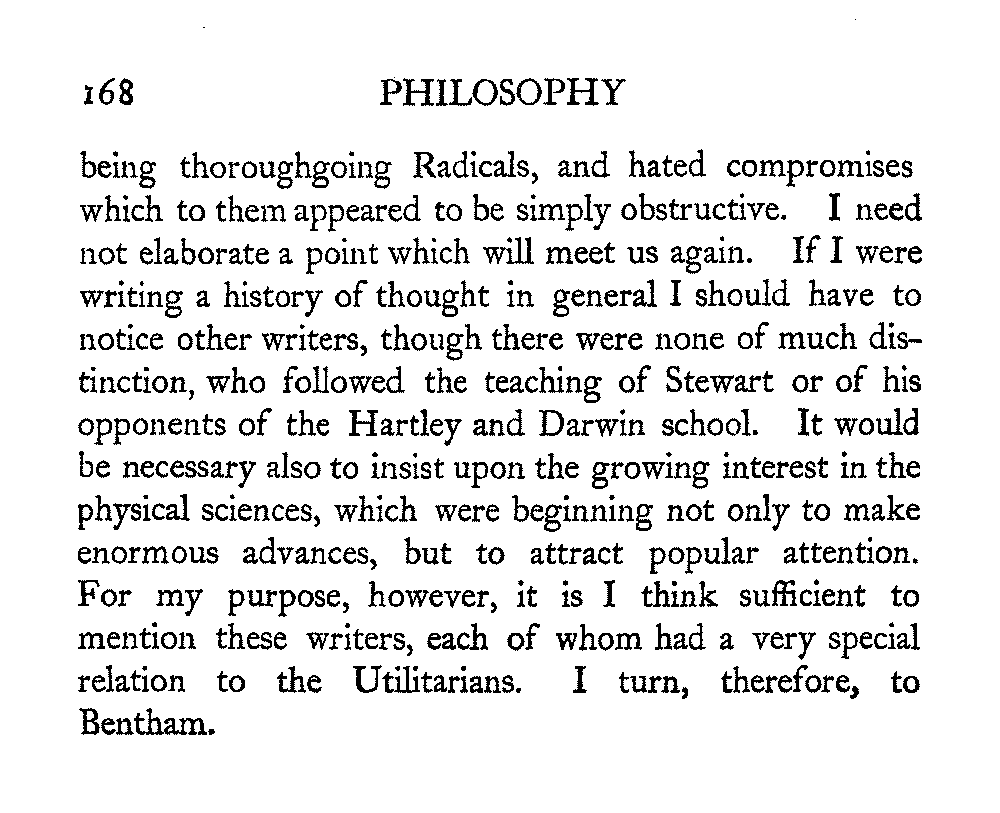 168 PHILOSOPHY
being thoroughgoing Radicals, and hated compromises
which to them appeared to be simply obstructive. I need
not elaborate a point which will meet us again. If I were
writing a history of thought in general I should have to
notice other writers, though there were none of much dis-
tinction, who followed the teaching of Stewart or of his
opponents of the Hartley and Darwin school. It would
be necessary also to insist upon the growing interest in the
physical sciences, which were beginning not only to make
enormous advances, but to attract popular attention.
For my purpose, however, it is I think sufficient to
mention these writers, each of whom had a very special
relation to the Utilitarians. I turn, therefore, to
Bentham.